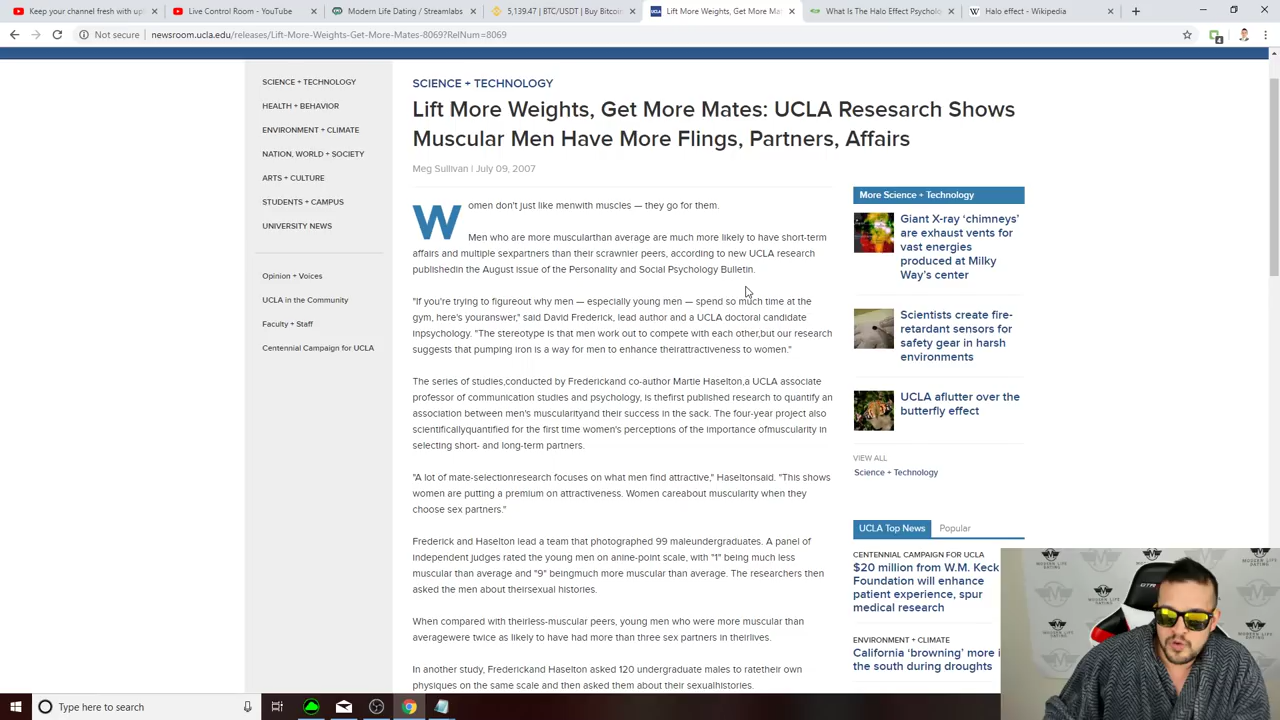 Keep your channel fresh with upl
Live Control Room - YouTube
Modern Life Dating / Streamlabs
5,139.47 | BTC/USDT | Buy Bitcoin
Lift More Weights, Get More Mat
What Is The Halo Effect Psycholog
Halo effect - Wikipedia
Not secure
newsroom.ucla.edu/releases/Lift-More-Weights-Get-More-Mates-8069?RelNum=8069
SCIENCE + TECHNOLOGY
HEALTH + BEHAVIOR
ENVIRONMENT + CLIMATE
NATION, WORLD + SOCIETY
ARTS + CULTURE
STUDENTS + CAMPUS
UNIVERSITY NEWS
Opinion + Voices
UCLA in the Community
Faculty + Staff
Centennial Campaign for UCLA
SCIENCE + TECHNOLOGY
Lift More Weights, Get More Mates: UCLA Resesarch Shows
Muscular Men Have More Flings, Partners, Affairs
Meg Sullivan | July 09, 2007
Women don't just like menwith muscles — they go for them.
Men who are more muscularthan average are much more likely to have short-term
affairs and multiple sexpartners than their scrawnier peers, according to new UCLA research
publishedin the August issue of the Personality and Social Psychology Bulletin.
"If you're trying to figureout why men — especially young men — spend so much time at the
gym, here's youranswer," said David Frederick, lead author and a UCLA doctoral candidate
inpsychology. "The stereotype is that men work out to compete with each other,but our research
suggests that pumping iron is a way for men to enhance theirattractiveness to women."
The series of studies,conducted by Frederickand co-author Martie Haselton,a UCLA associate
professor of communication studies and psychology, is thefirst published research to quantify an
association between men's muscularityand their success in the sack. The four-year project also
scientificallyquantified for the first time women's perceptions of the importance ofmuscularity in
selecting short- and long-term partners.
"A lot of mate-selectionresearch focuses on what men find attractive," Haseltonsaid. "This shows
women are putting a premium on attractiveness. Women careabout muscularity when they
choose sex partners."
Frederick and Haselton lead a team that photographed 99 maleundergraduates. A panel of
independent judges rated the young men on anine-point scale, with "1" being much less
muscular than average and "9" beingmuch more muscular than average. The researchers then
asked the men about theirsexual histories.
When compared with theirless-muscular peers, young men who were more muscular than
averagewere twice as likely to have had more than three sex partners in theirlives.
In another study, Frederickand Haselton asked 120 undergraduate males to ratetheir own
physiques on the same scale and then asked them about their sexualhistories.
More Science + Technology
Giant X-ray ‘chimneys’
are exhaust vents for
vast energies
produced at Milky
Way's center
Scientists create fire-
retardant sensors for
safety gear in harsh
environments
UCLA aflutter over the
butterfly effect
VIEW ALL
Science + Technology
UCLA Top News
Popular
CENTENNIAL CAMPAIGN FOR UCLA
$20 million from W.M. Keck
Foundation will enhance
patient experience, spur
medical research
ENVIRONMENT + CLIMATE
California ‘browning’ more i
the south during droughts
Type here to search